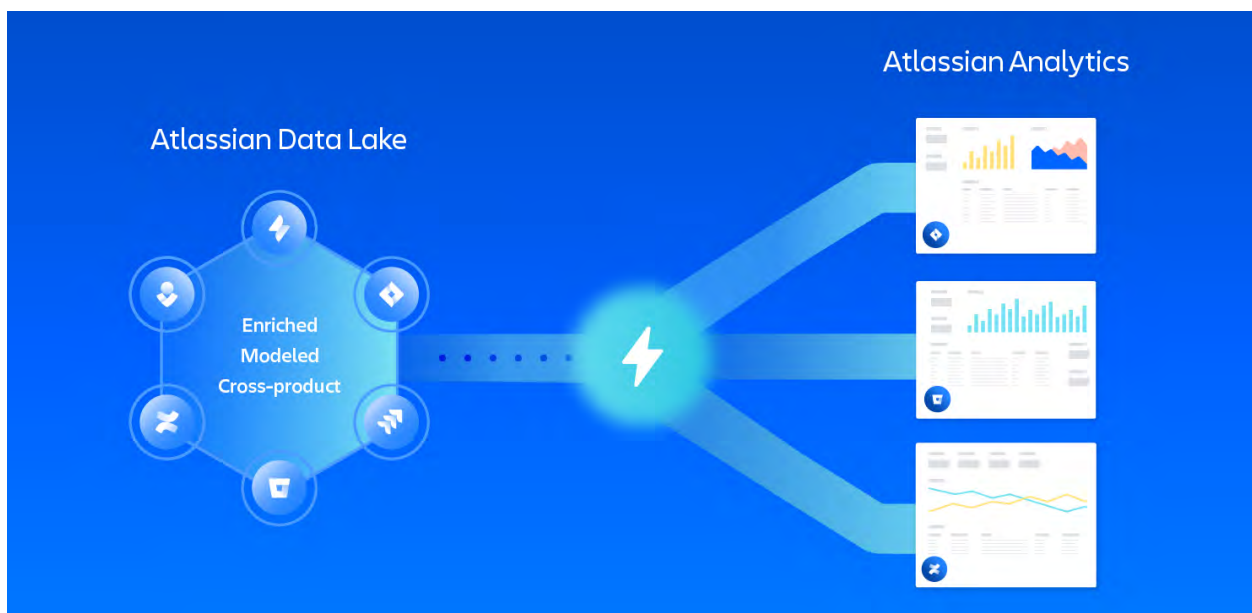 Atlassian Analytics
Atlassian Data Lake
Enriched
Modeled
Cross-product